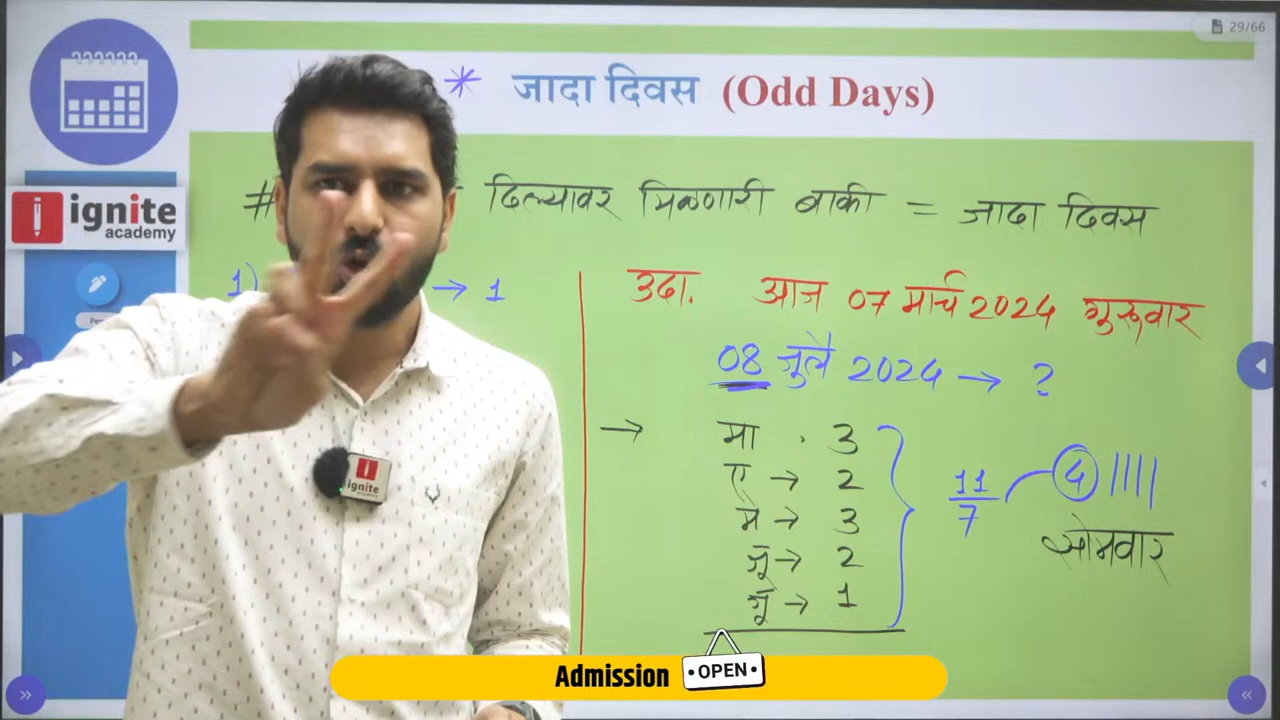 29/66
* जादा दिवस (Odd Days)
# दिल्यावर मिळणारी बाकी = जादा दिवस
ignite
academy
1) → 1
उदा. आज 07 मार्च 2024 गुरुवार
08 जुलै 2024 → ?
→ मा · 3
ए → 2
मे → 3
जू → 2
जु → 1
11
7
4 ||||
सोमवार
ignite
Admission OPEN